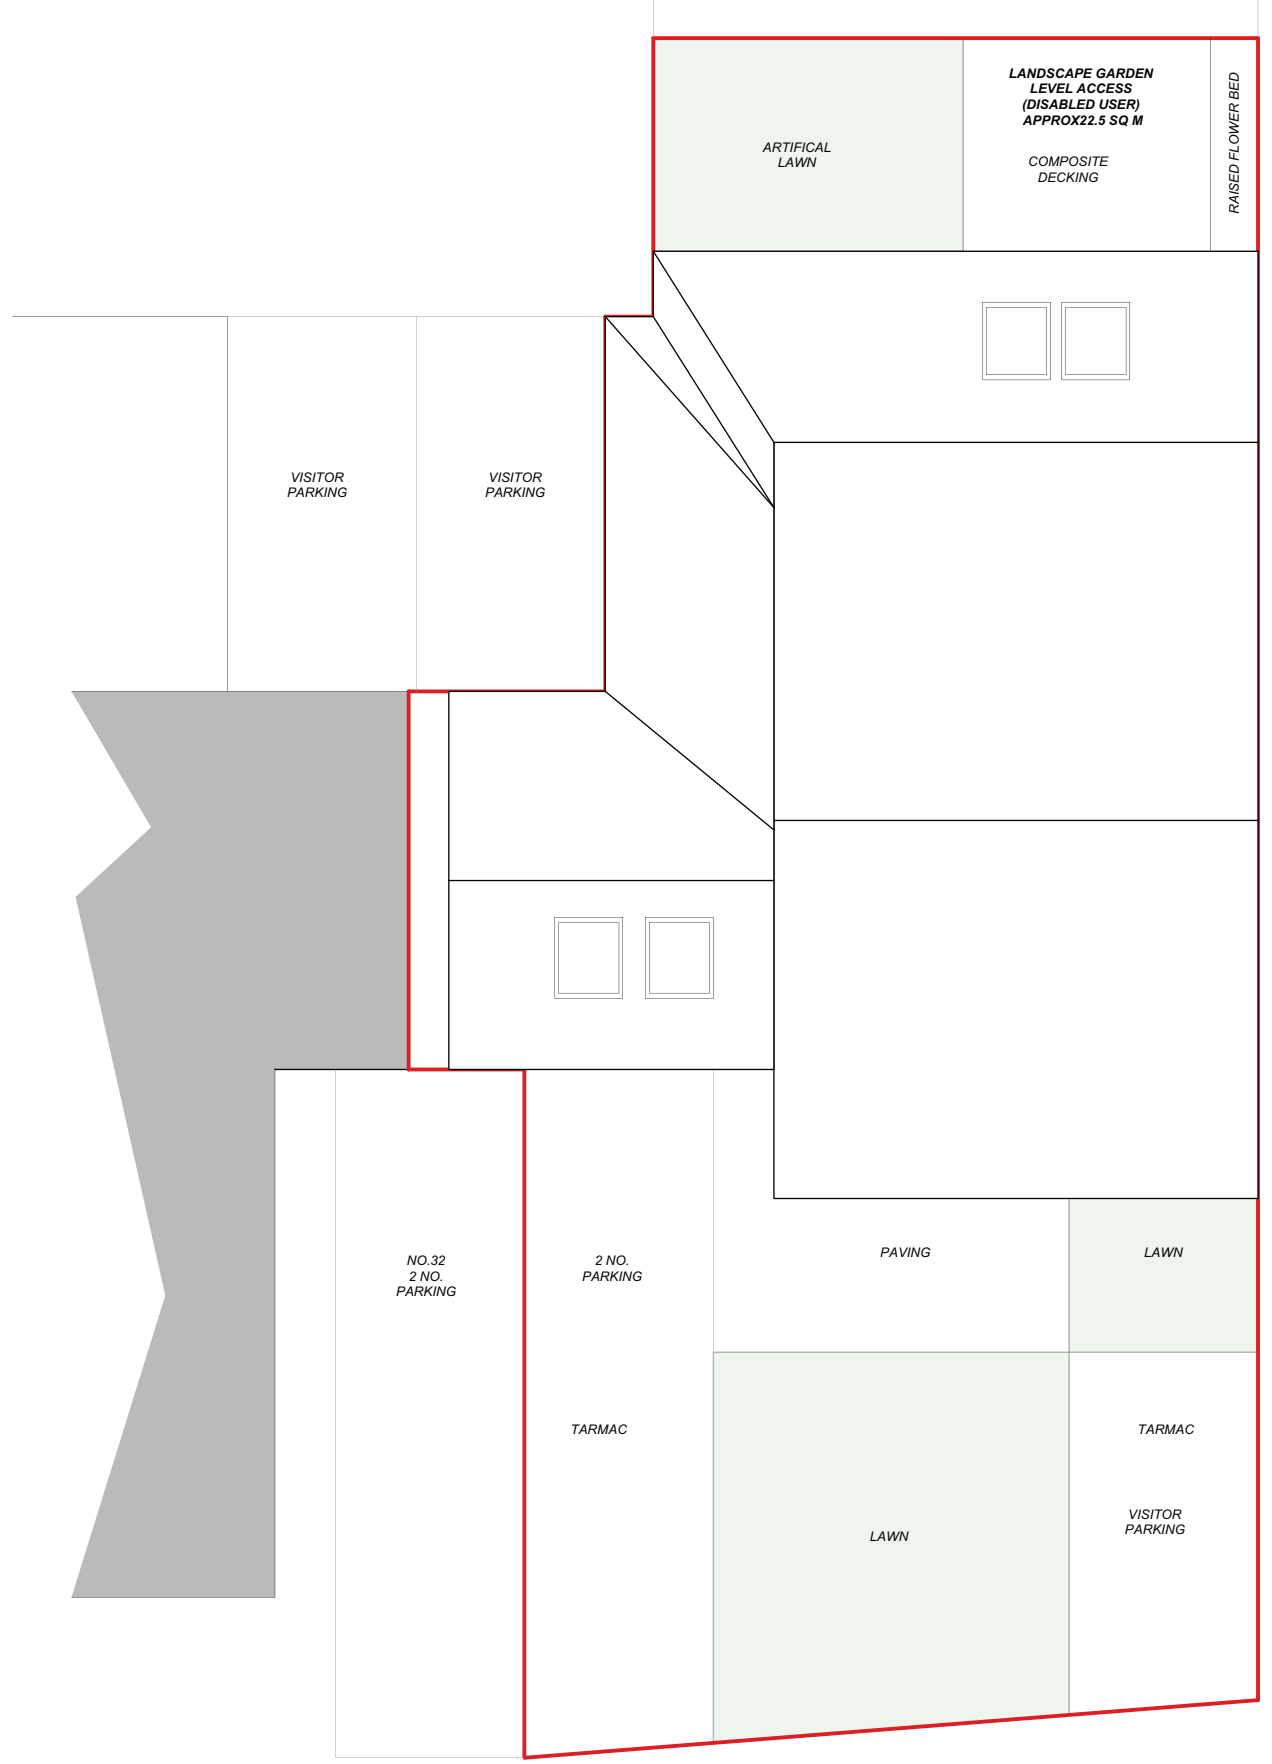 LANDSCAPE GARDEN
LEVEL ACCESS
(DISABLED USER)
APPROX22.5 SQ M
RAISED FLOWER BED
ARTIFICAL
LAWN
COMPOSITE
DECKING
VISITOR
PARKING
VISITOR
PARKING
NO.32
2 NO.
PARKING
2 NO.
PARKING
PAVING
LAWN
TARMAC
TARMAC
LAWN
VISITOR
PARKING